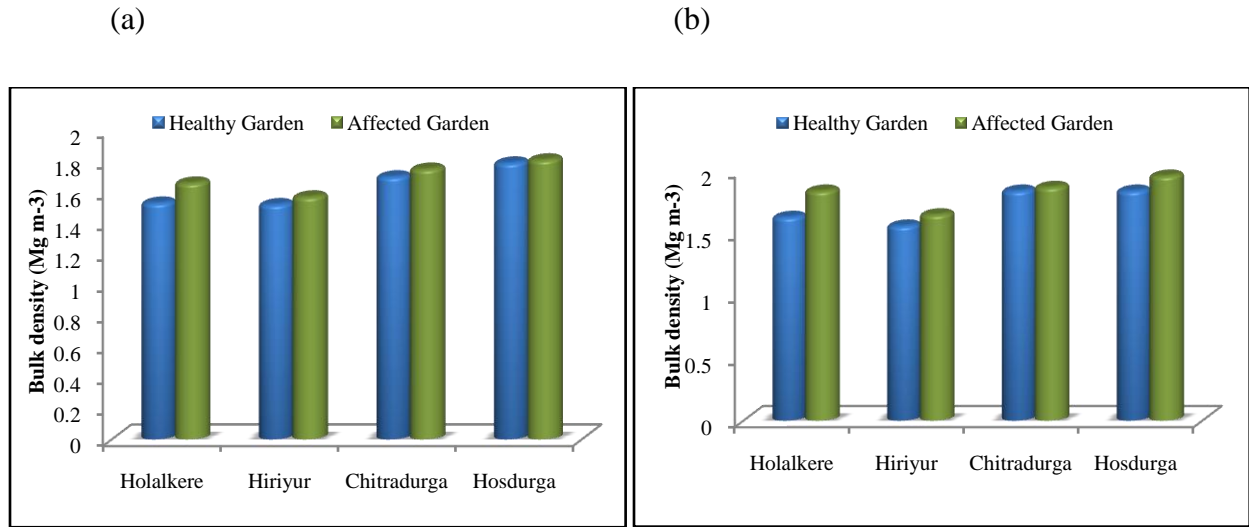 (a)
(b)
Healthy Garden Affected Garden
2
1.8
1.6
1.4
1.2
1
0.8
0.6
0.4
0.2
0
Bulk density (Mg m-3)
Holalkere Hiriyur Chitradurga Hosdurga
Healthy Garden Affected Garden
2
1.5
1
0.5
0
Bulk density (Mg m-3)
Holalkere Hiriyur Chitradurga Hosdurga